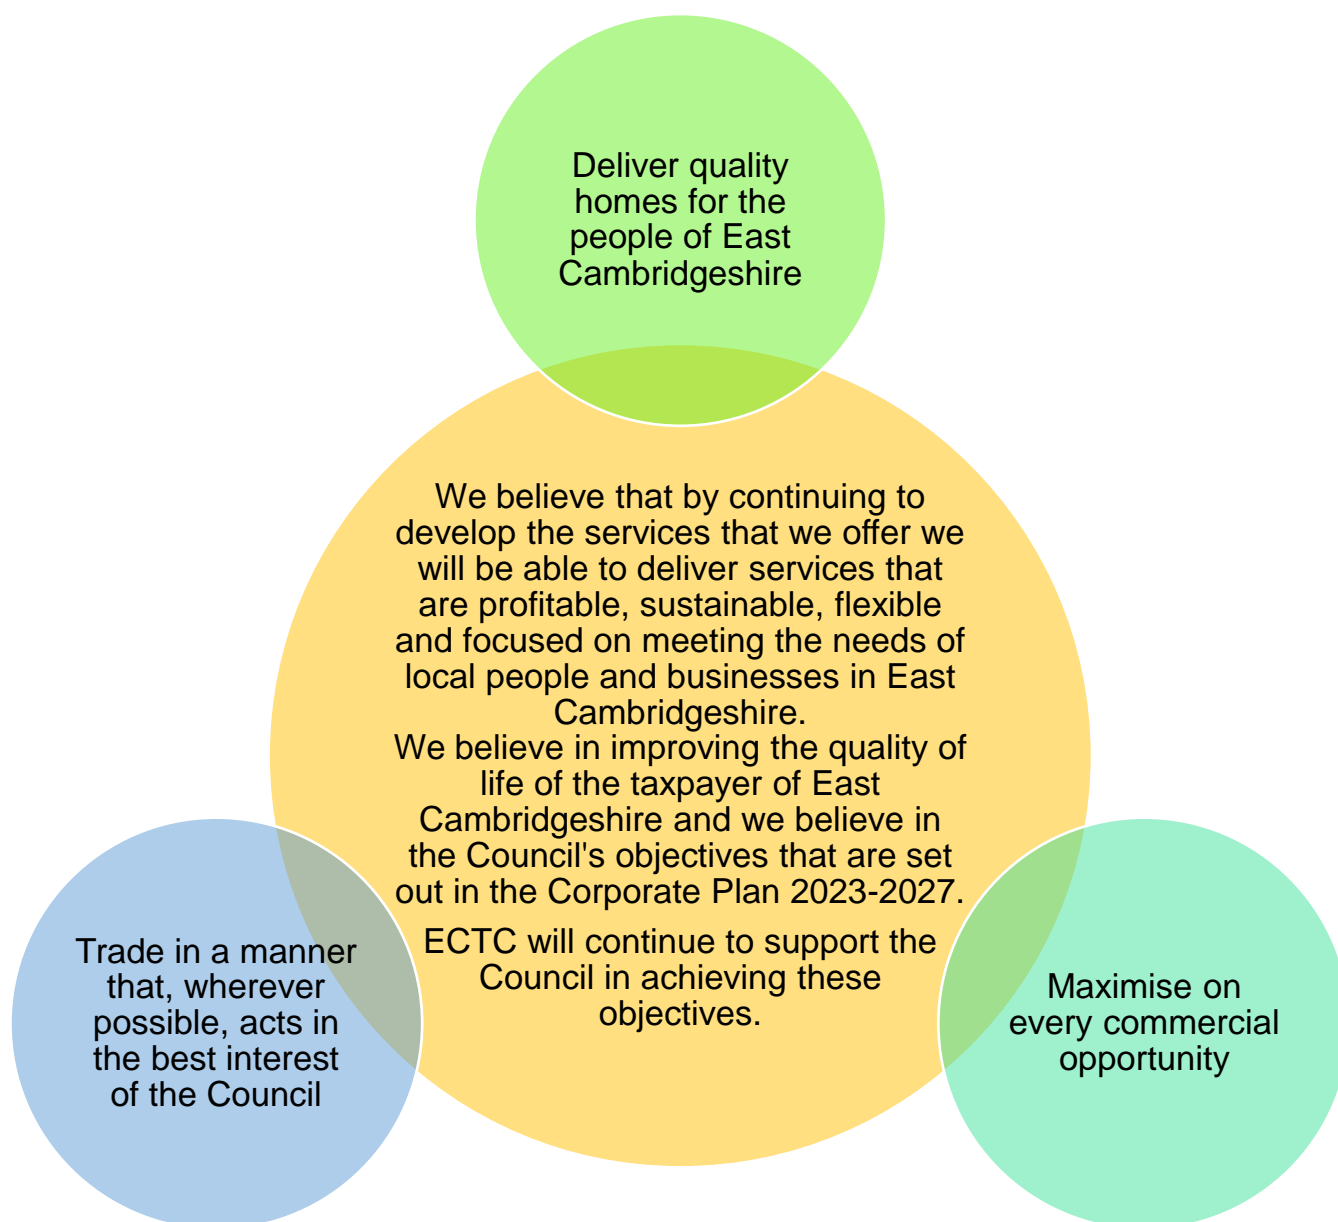 Deliver quality
homes for the
people of East
Cambridgeshire
We believe that by continuing to
develop the services that we offer we
will be able to deliver services that
are profitable, sustainable, flexible
and focused on meeting the needs of
local people and businesses in East
Cambridgeshire.
We believe in improving the quality of
life of the taxpayer of East
Cambridgeshire and we believe in
the Council's objectives that are set
out in the Corporate Plan 2023-2027.
ECTC will continue to support the
Council in achieving these
objectives.
Trade in a manner
that, wherever
possible, acts in
the best interest
of the Council
Maximise on
every commercial
opportunity